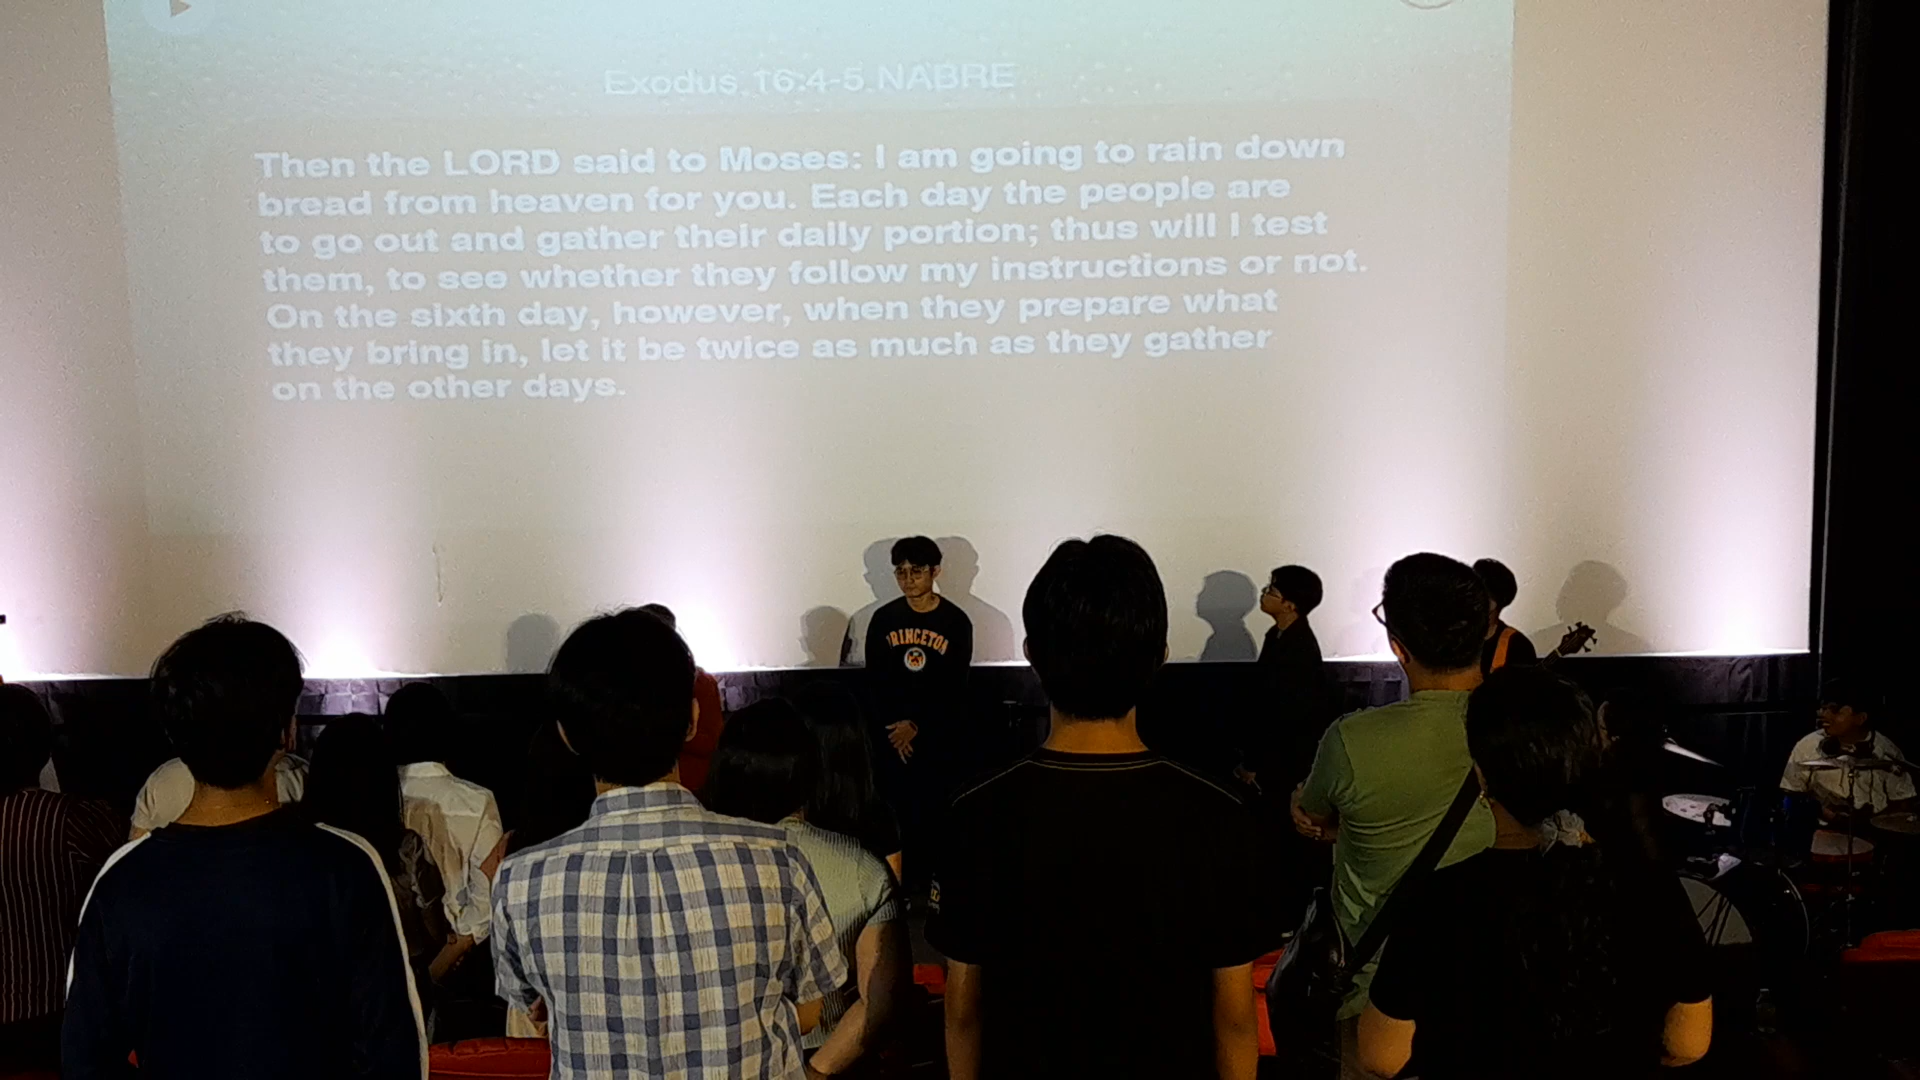 Exodus 16:4-5 NABRE
Then the LORD said to Moses: I am going to rain down
bread from heaven for you. Each day the people are
to go out and gather their daily portion; thus will I test
them, to see whether they follow my instructions or not.
On the sixth day, however, when they prepare what
they bring in, let it be twice as much as they gather
on the other days.
PRINCETON